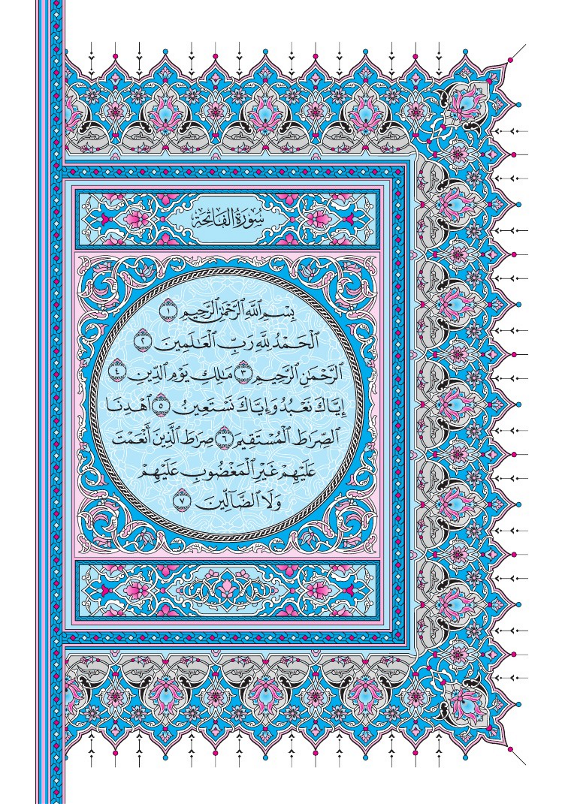 سُورَةُ الفَاتِحَةِ
بِسْمِ ٱللَّهِ ٱلرَّحْمَٰنِ ٱلرَّحِيمِ ١
ٱلْحَمْدُ لِلَّهِ رَبِّ ٱلْعَٰلَمِينَ ٢
ٱلرَّحْمَٰنِ ٱلرَّحِيمِ ٣ مَٰلِكِ يَوْمِ ٱلدِّينِ ٤
إِيَّاكَ نَعْبُدُ وَإِيَّاكَ نَسْتَعِينُ ٥ ٱهْدِنَا
ٱلصِّرَٰطَ ٱلْمُسْتَقِيمَ ٦ صِرَٰطَ ٱلَّذِينَ أَنْعَمْتَ
عَلَيْهِمْ غَيْرِ ٱلْمَغْضُوبِ عَلَيْهِمْ
وَلَا ٱلضَّآلِّينَ ٧